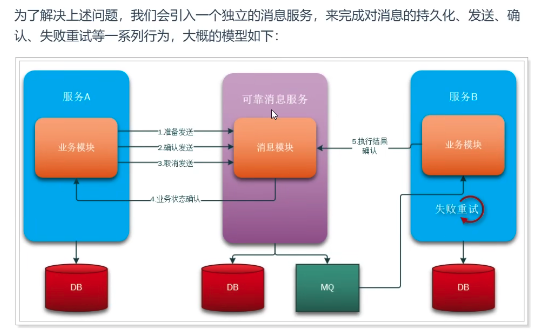 为了解决上述问题，我们会引入一个独立的消息服务，来完成对消息的持久化、发送、确
认、失败重试等一系列行为，大概的模型如下：
服务A
可靠消息服务
服务B
业务模块
1.准备发送
2.确认发送
3.取消发送
消息模块
5.执行结果
确认
业务模块
4.业务状态确认
失败重试
DB
DB
MQ
DB